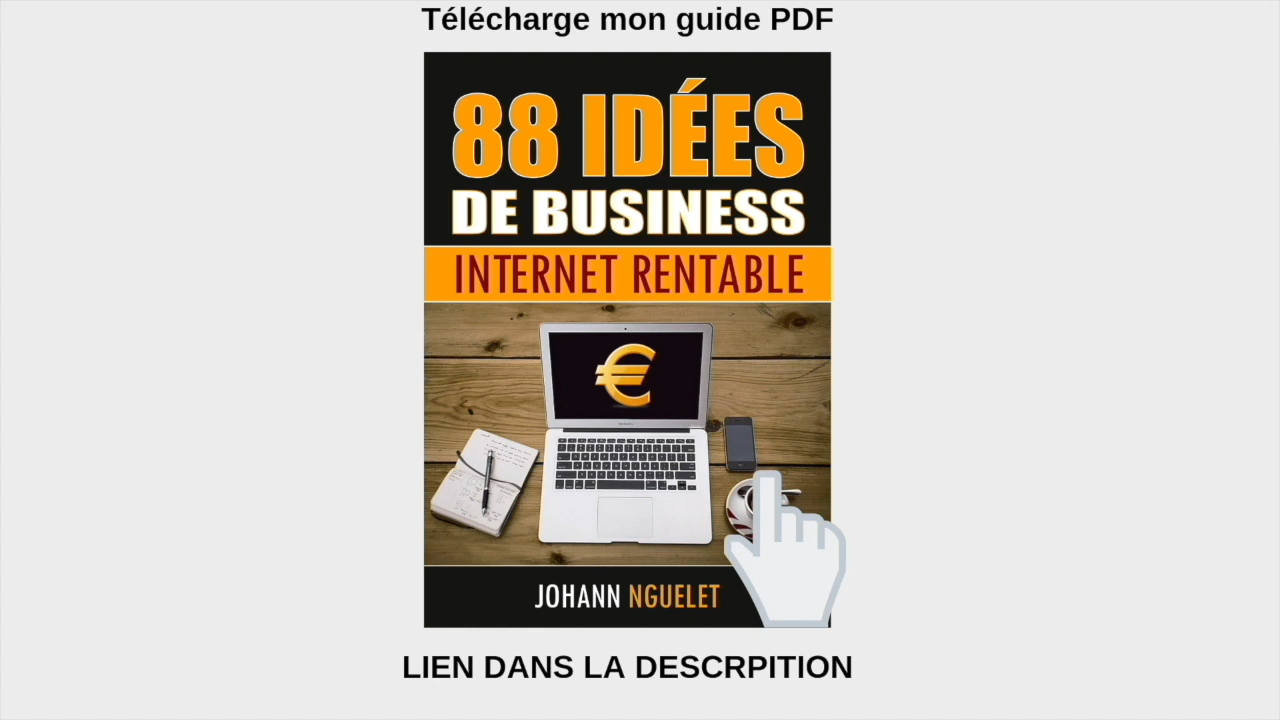 Télécharge mon guide PDF
88 IDÉES
DE BUSINESS
INTERNET RENTABLE
JOHANN NGUELET
LIEN DANS LA DESCRPITION